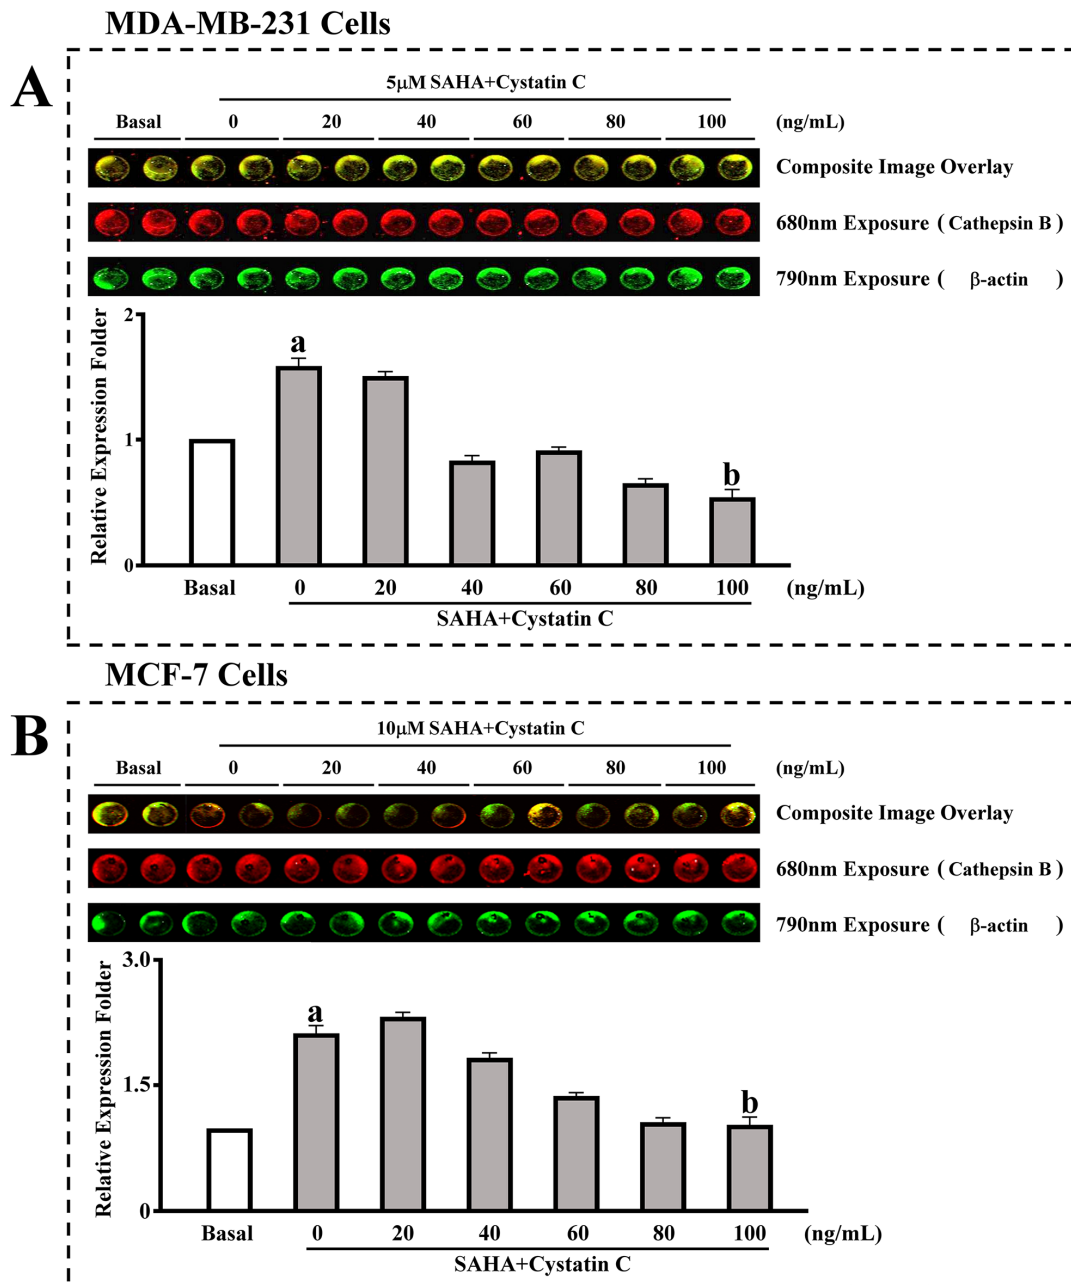 MDA-MB-231 Cells
A
5μM SAHA+Cystatin C
Basal 0 20 40 60 80 100 (ng/mL)
Composite Image Overlay
680nm Exposure ( Cathepsin B )
790nm Exposure ( β-actin )
Relative Expression Folder
2
1
0
a
b
Basal 0 20 40 60 80 100 (ng/mL)
SAHA+Cystatin C
MCF-7 Cells
B
10μM SAHA+Cystatin C
Basal 0 20 40 60 80 100 (ng/mL)
Composite Image Overlay
680nm Exposure ( Cathepsin B )
790nm Exposure ( β-actin )
Relative Expression Folder
3.0
1.5
0
a
b
Basal 0 20 40 60 80 100 (ng/mL)
SAHA+Cystatin C